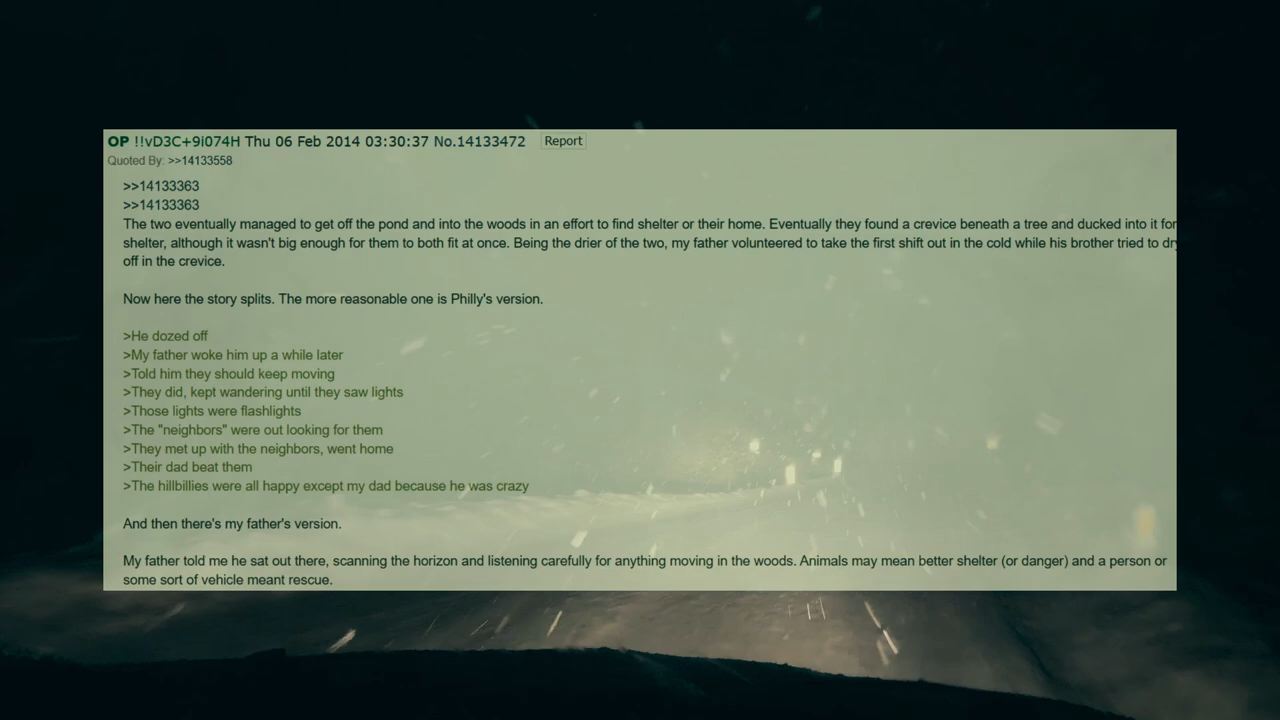 OP !!vD3C+9i074H Thu 06 Feb 2014 03:30:37 No.14133472 Report
Quoted By: >>14133558
>>14133363
>>14133363
The two eventually managed to get off the pond and into the woods in an effort to find shelter or their home. Eventually they found a crevice beneath a tree and ducked into it for
shelter, although it wasn't big enough for them to both fit at once. Being the drier of the two, my father volunteered to take the first shift out in the cold while his brother tried to dry
off in the crevice.
Now here the story splits. The more reasonable one is Philly's version.
>He dozed off
>My father woke him up a while later
>Told him they should keep moving
>They did, kept wandering until they saw lights
>Those lights were flashlights
>The "neighbors" were out looking for them
>They met up with the neighbors, went home
>Their dad beat them
>The hillbillies were all happy except my dad because he was crazy
And then there's my father's version.
My father told me he sat out there, scanning the horizon and listening carefully for anything moving in the woods. Animals may mean better shelter (or danger) and a person or
some sort of vehicle meant rescue.